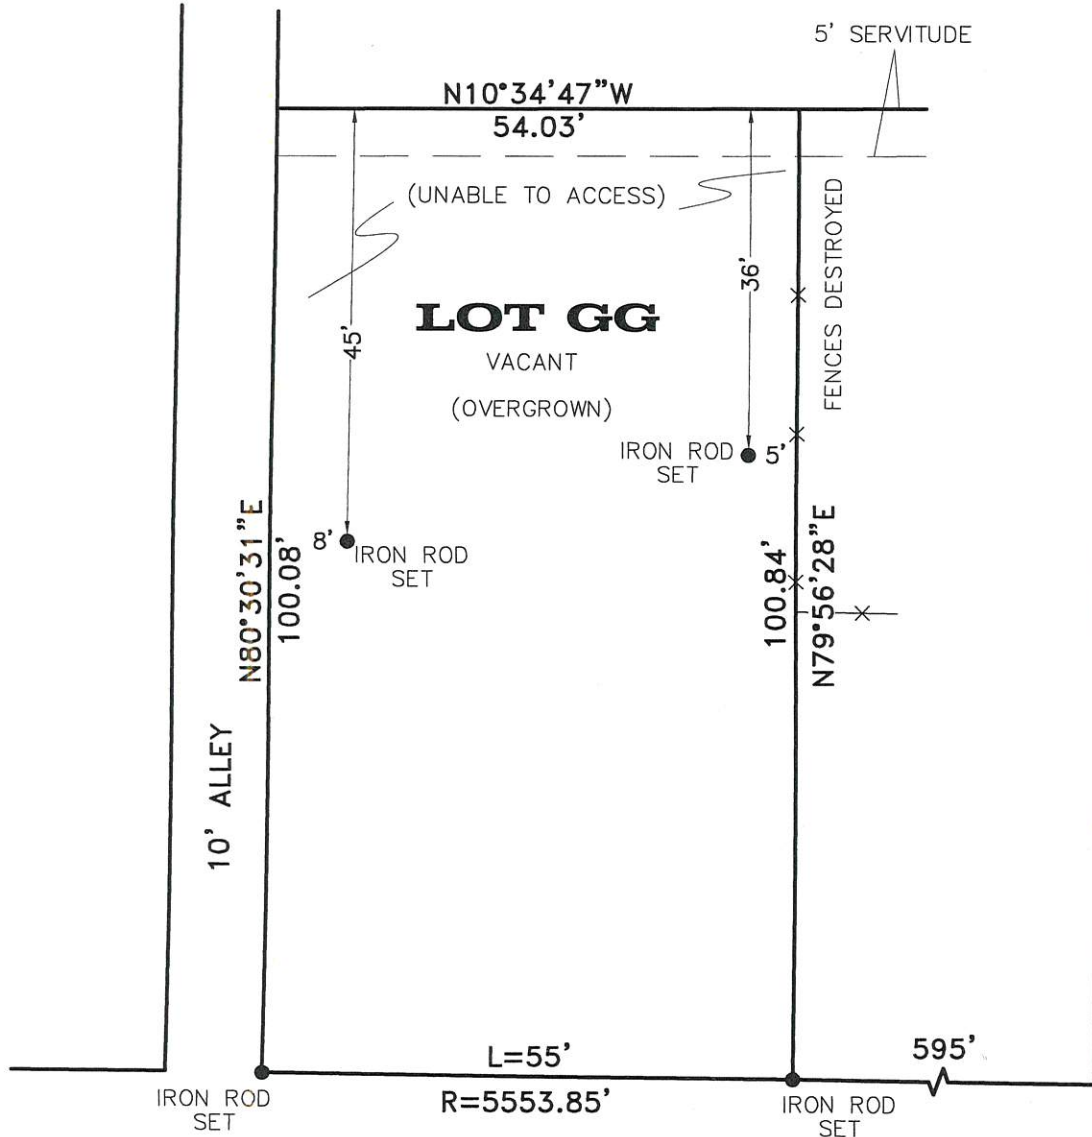 5' SERVITUDE
N10°34'47"W
54.03'
(UNABLE TO ACCESS)
FENCES DESTROYED
36'
45'
LOT GG
VACANT
(OVERGROWN)
IRON ROD
SET
5'
8'
IRON ROD
SET
N80°30'31"E
100.08'
100.84'
N79°56'28"E
10' ALLEY
L=55'
R=5553.85'
595'
IRON ROD
SET
IRON ROD
SET